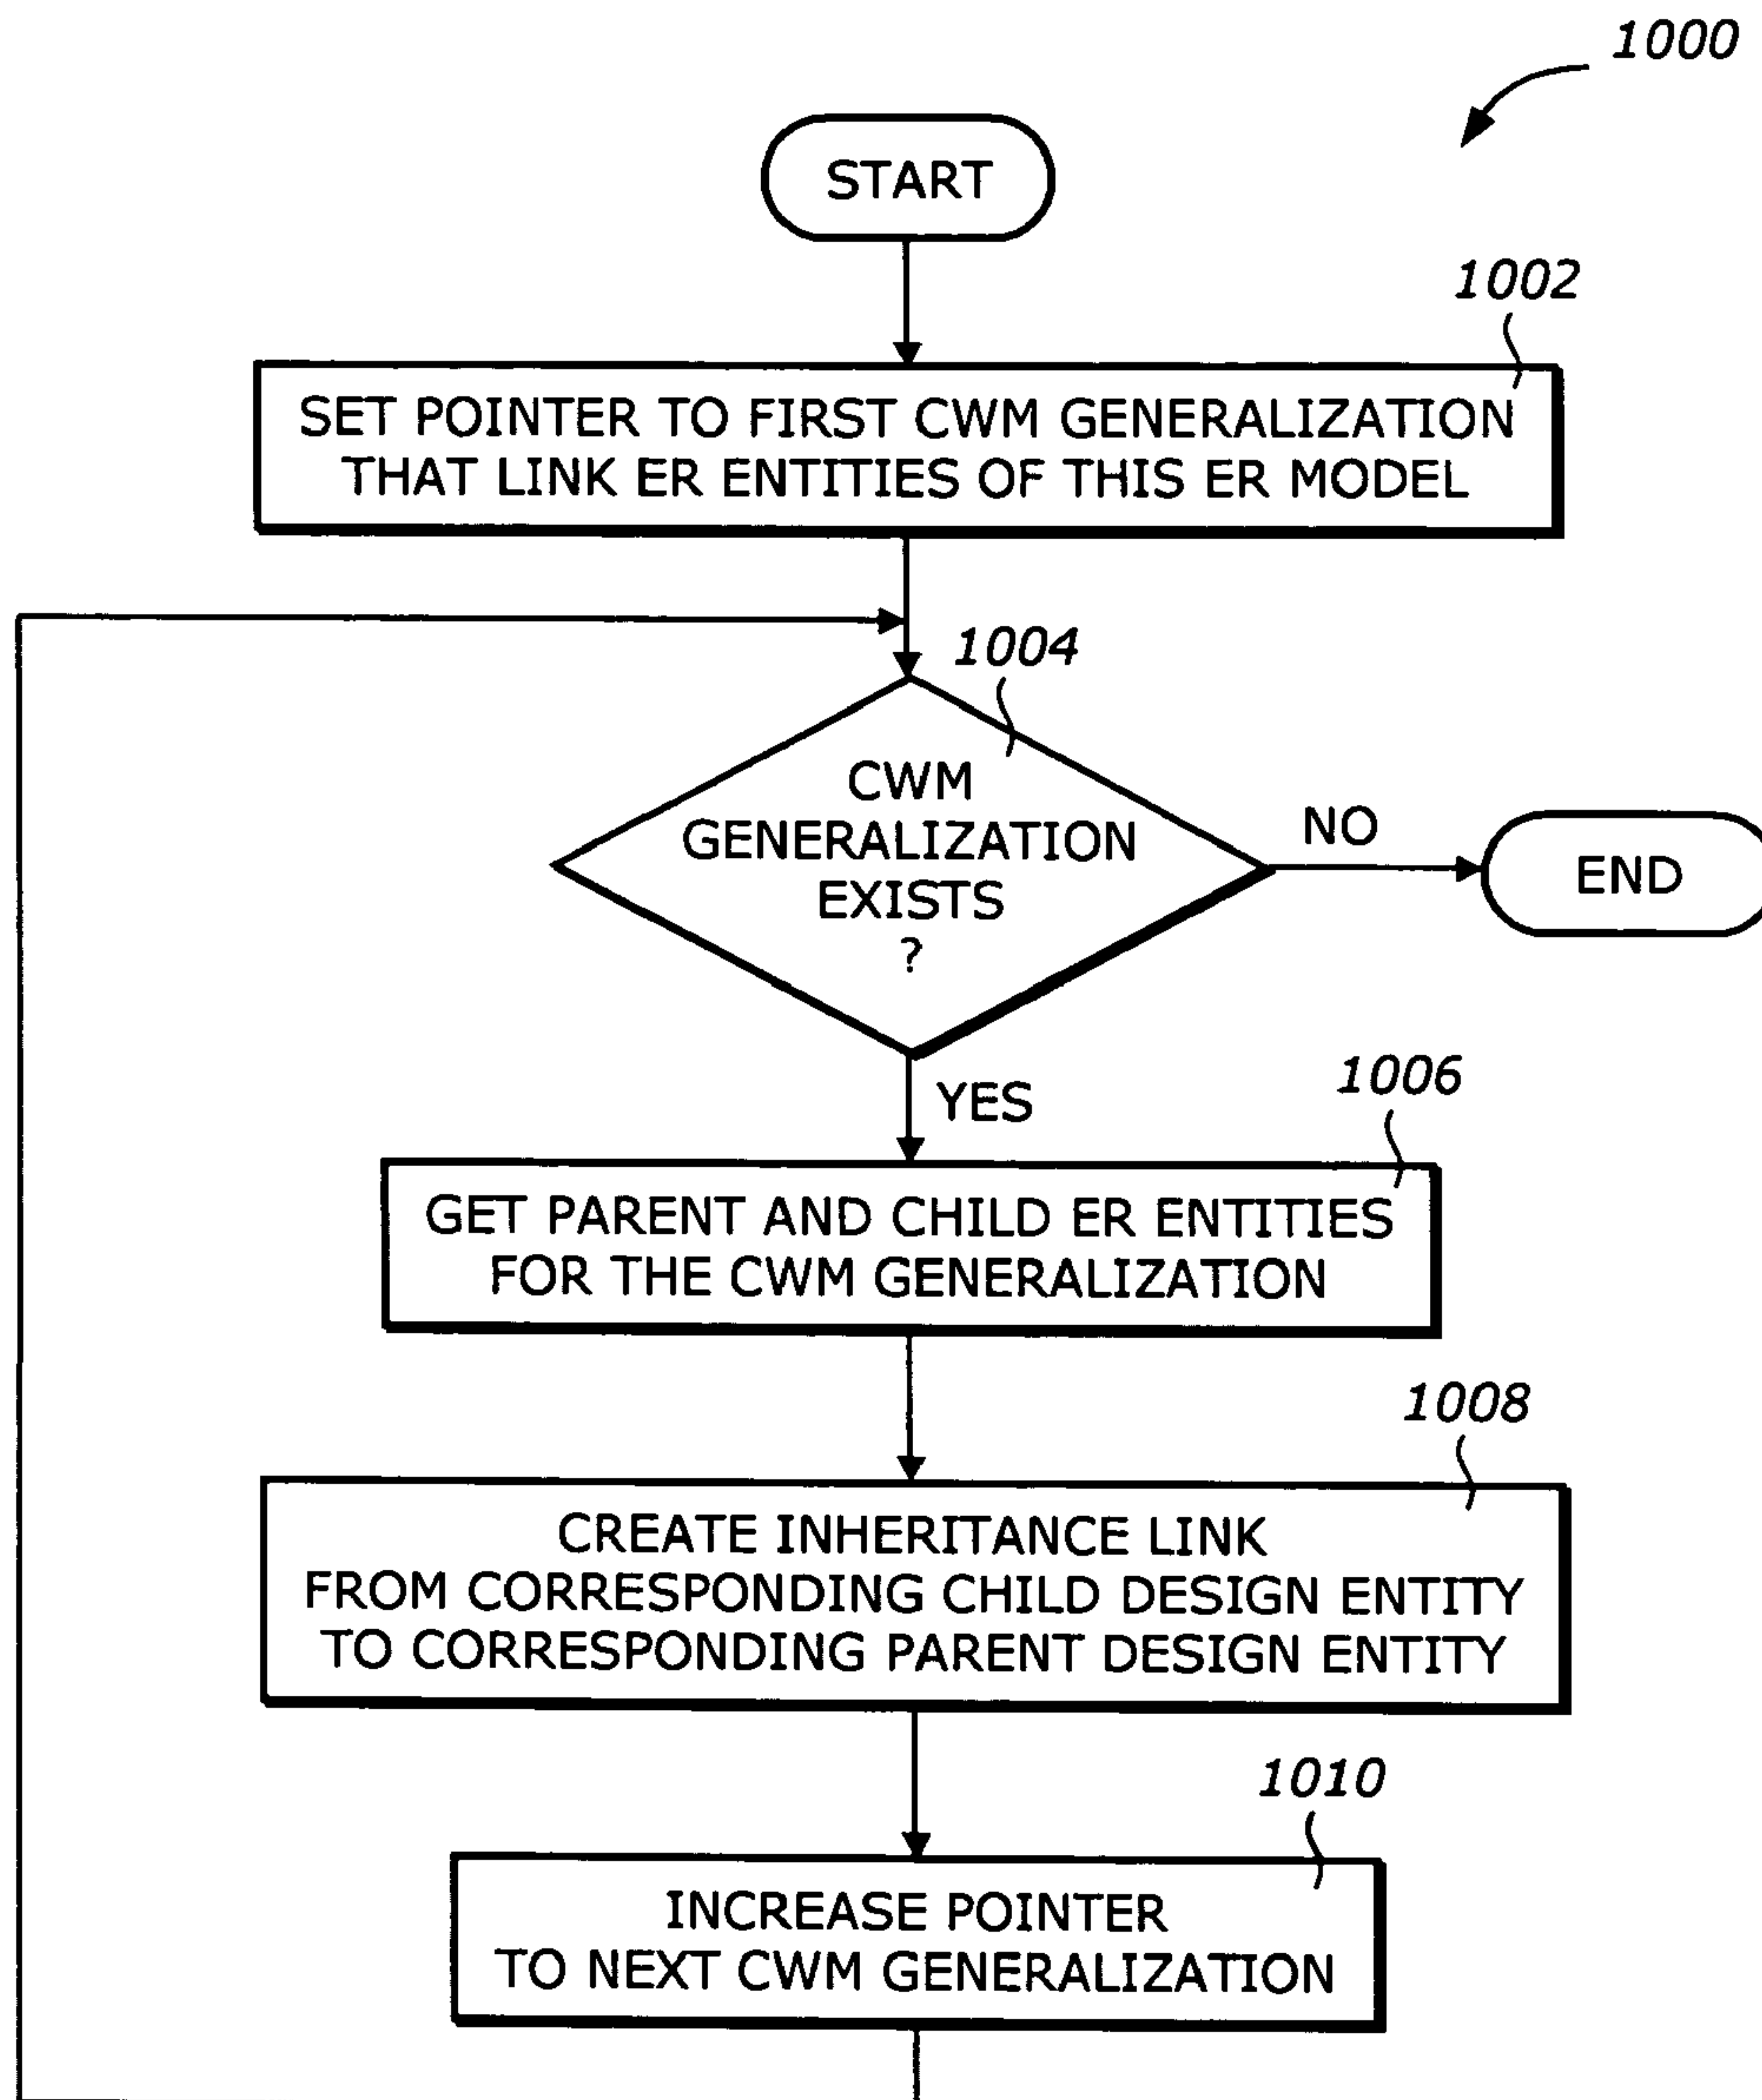 1000
START
1002
SET POINTER TO FIRST CWM GENERALIZATION
THAT LINK ER ENTITIES OF THIS ER MODEL
1004
CWM
GENERALIZATION
EXISTS
?
NO
END
YES
1006
GET PARENT AND CHILD ER ENTITIES
FOR THE CWM GENERALIZATION
1008
CREATE INHERITANCE LINK
FROM CORRESPONDING CHILD DESIGN ENTITY
TO CORRESPONDING PARENT DESIGN ENTITY
1010
INCREASE POINTER
TO NEXT CWM GENERALIZATION